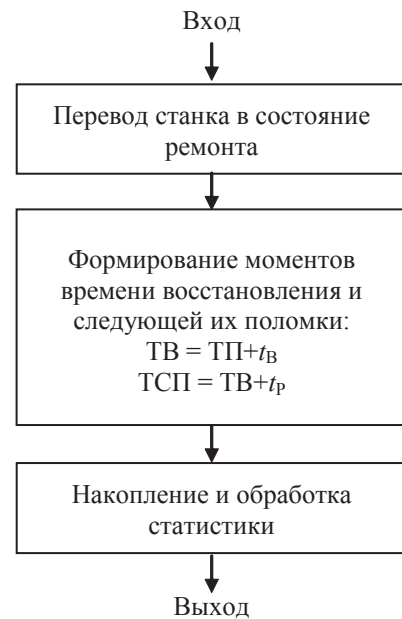 Вход
Перевод станка в состояние
ремонта
Формирование моментов
времени восстановления и
следующей их поломки:
ТВ = ТП+tВ
ТСП = ТВ+tР
Накопление и обработка
статистики
Выход